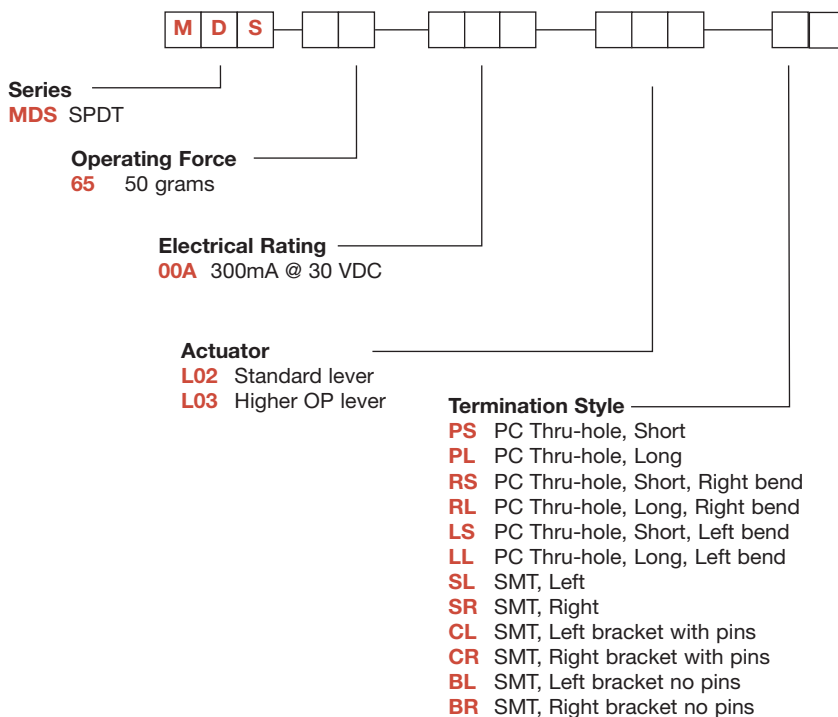 M D S
Series
MDS SPDT
Operating Force
65 50 grams
Electrical Rating
00A 300mA @ 30 VDC
Actuator
L02 Standard lever
L03 Higher OP lever
Termination Style
PS PC Thru-hole, Short
PL PC Thru-hole, Long
RS PC Thru-hole, Short, Right bend
RL PC Thru-hole, Long, Right bend
LS PC Thru-hole, Short, Left bend
LL PC Thru-hole, Long, Left bend
SL SMT, Left
SR SMT, Right
CL SMT, Left bracket with pins
CR SMT, Right bracket with pins
BL SMT, Left bracket no pins
BR SMT, Right bracket no pins